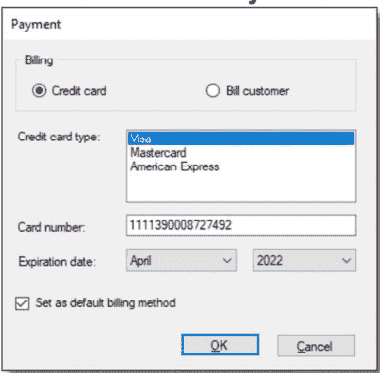 Payment
Billing
Credit card
Bill customer
Credit card type:
Visa
Mastercard
American Express
Card number:
1111390008727492
Expiration date:
April
2022
Set as default billing method
OK
Cancel